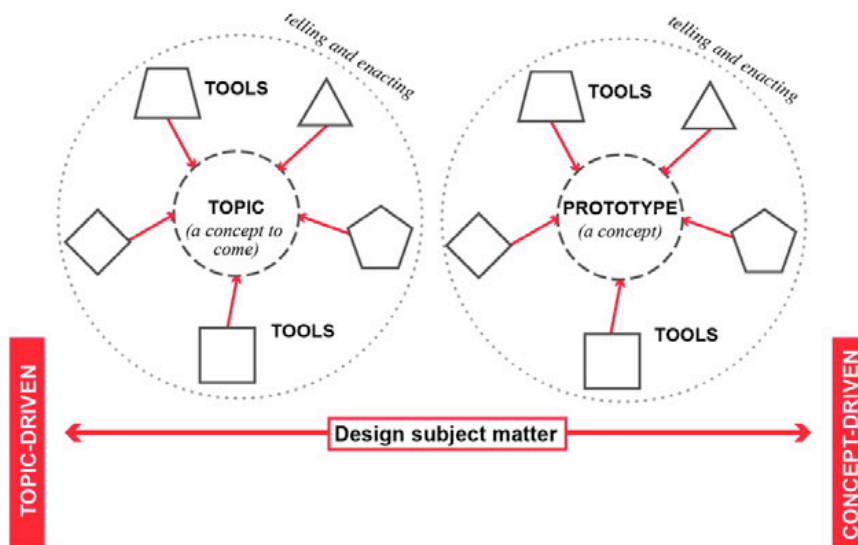 telling and enacting
TOOLS
TOPIC
(a concept to
come)
TOOLS
telling and enacting
TOOLS
PROTOTYPE
(a concept)
TOOLS
TOPIC-DRIVEN
Design subject matter
CONCEPT-DRIVEN